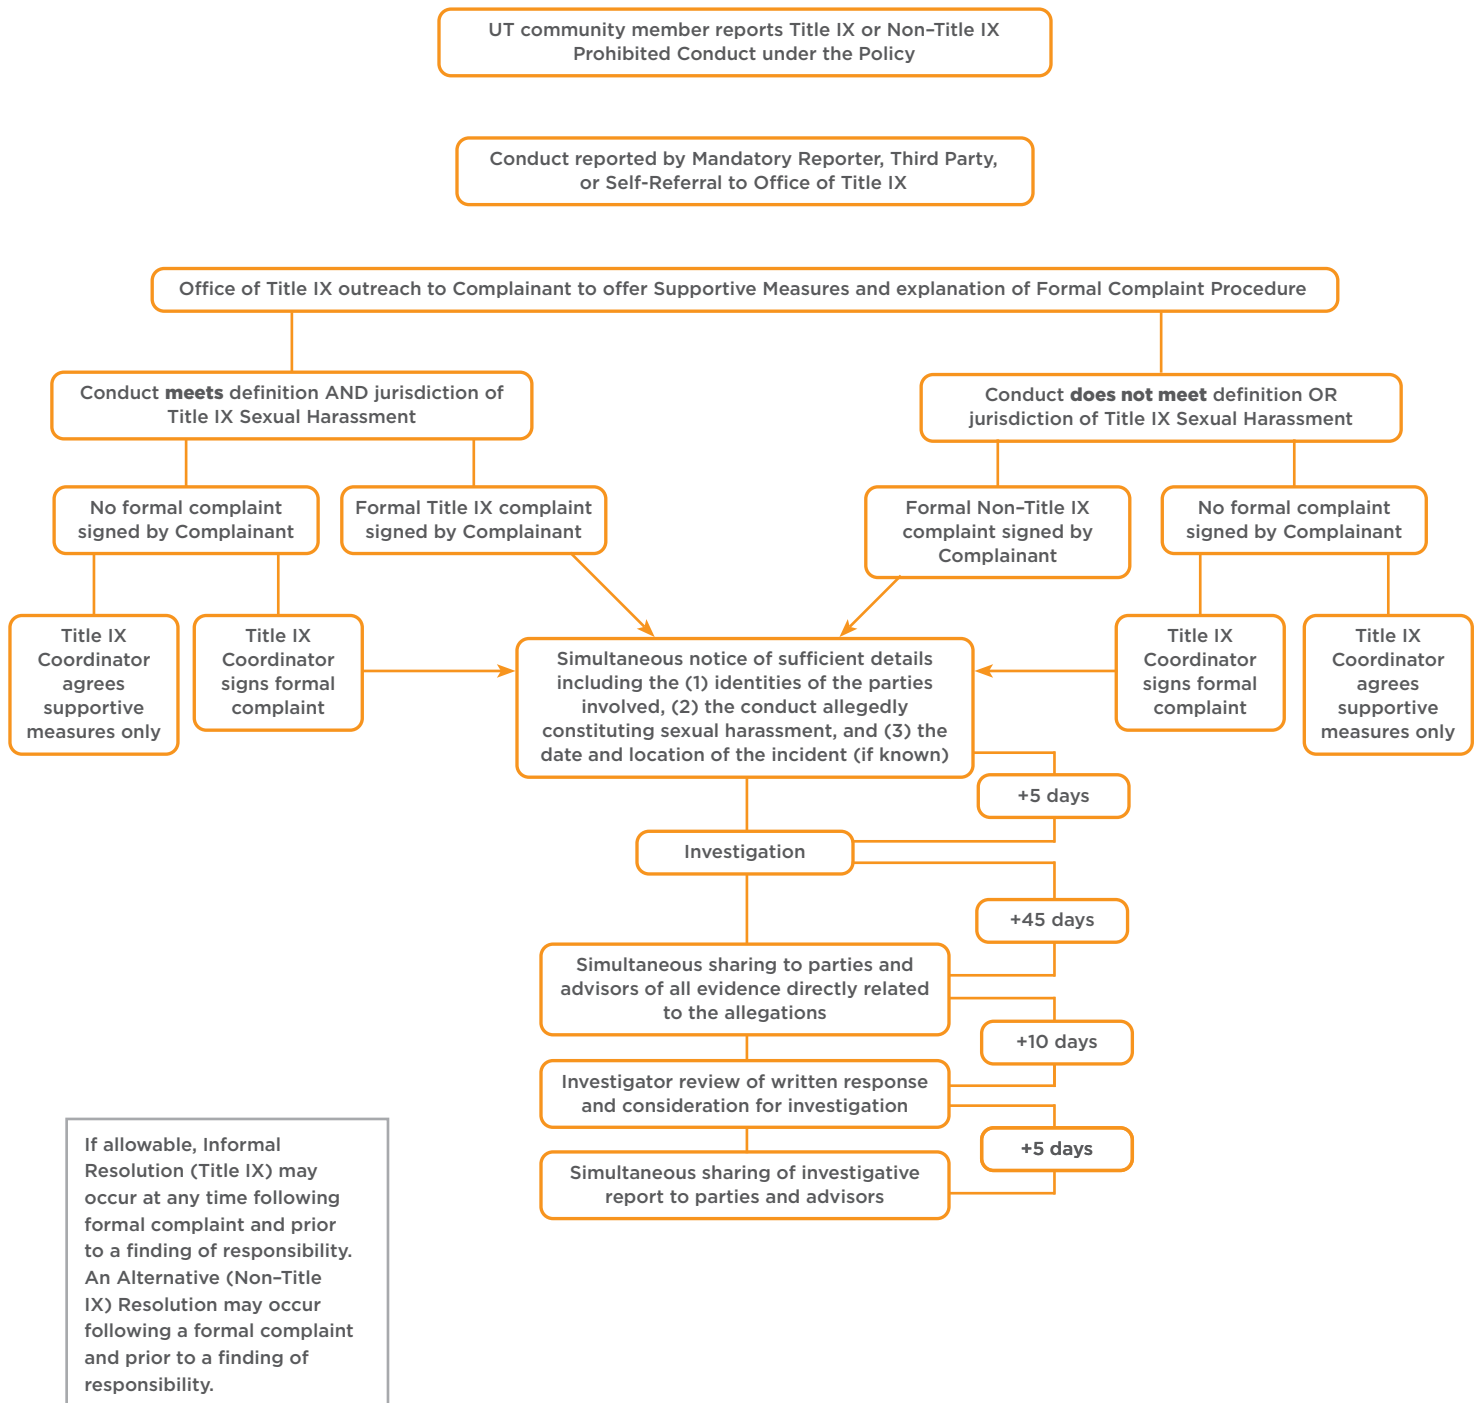 UT community member reports Title IX or Non–Title IX
Prohibited Conduct under the Policy
Conduct reported by Mandatory Reporter, Third Party,
or Self-Referral to Office of Title IX
Office of Title IX outreach to Complainant to offer Supportive Measures and explanation of Formal Complaint Procedure
Conduct meets definition AND jurisdiction of
Title IX Sexual Harassment
Conduct does not meet definition OR
jurisdiction of Title IX Sexual Harassment
No formal complaint
signed by Complainant
Formal Title IX complaint
signed by Complainant
Formal Non–Title IX
complaint signed by
Complainant
No formal complaint
signed by Complainant
Title IX
Coordinator
agrees
supportive
measures only
Title IX
Coordinator
signs formal
complaint
Simultaneous notice of sufficient details
including the (1) identities of the parties
involved, (2) the conduct allegedly
constituting sexual harassment, and (3) the
date and location of the incident (if known)
Title IX
Coordinator
signs formal
complaint
Title IX
Coordinator
agrees
supportive
measures only
+5 days
Investigation
+45 days
Simultaneous sharing to parties and
advisors of all evidence directly related
to the allegations
+10 days
Investigator review of written response
and consideration for investigation
+5 days
Simultaneous sharing of investigative
report to parties and advisors
If allowable, Informal
Resolution (Title IX) may
occur at any time following
formal complaint and prior
to a finding of responsibility.
An Alternative (Non–Title
IX) Resolution may occur
following a formal complaint
and prior to a finding of
responsibility.